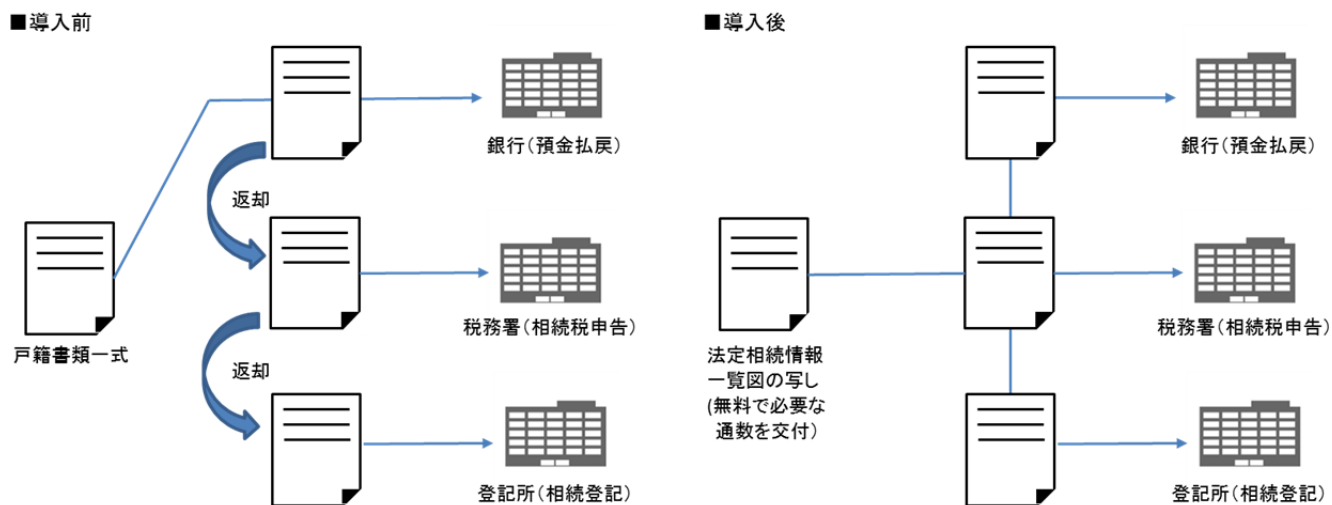 ■導入前
銀行(預金払戻)
返却
戸籍書類一式
税務署(相続税申告)
返却
登記所(相続登記)
■導入後
銀行(預金払戻)
法定相続情報
一覧図の写し
(無料で必要な
通数を交付)
税務署(相続税申告)
登記所(相続登記)